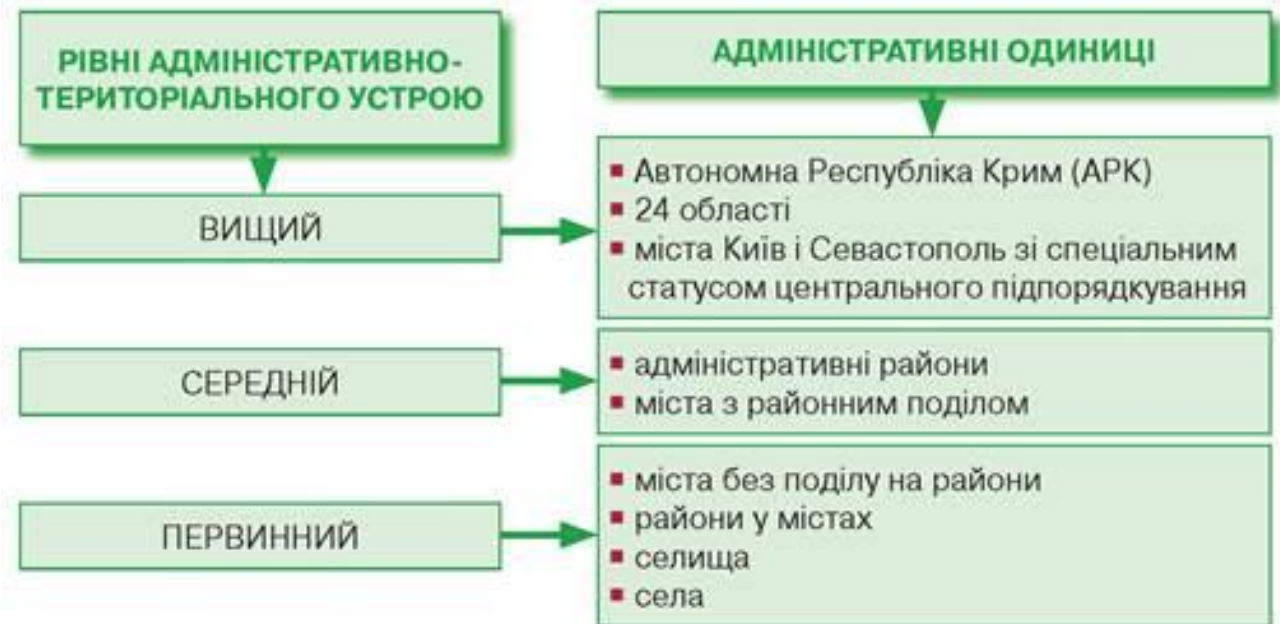 РІВНІ АДМІНІСТРАТИВНО-
ТЕРИТОРІАЛЬНОГО УСТРОЮ
АДМІНІСТРАТИВНІ ОДИНИЦІ
ВИЩИЙ
▪ Автономна Республіка Крим (АРК)
▪ 24 області
▪ міста Київ і Севастополь зі спеціальним
статусом центрального підпорядкування
СЕРЕДНІЙ
▪ адміністративні райони
▪ міста з районним поділом
ПЕРВИННИЙ
▪ міста без поділу на райони
▪ райони у містах
▪ селища
▪ села